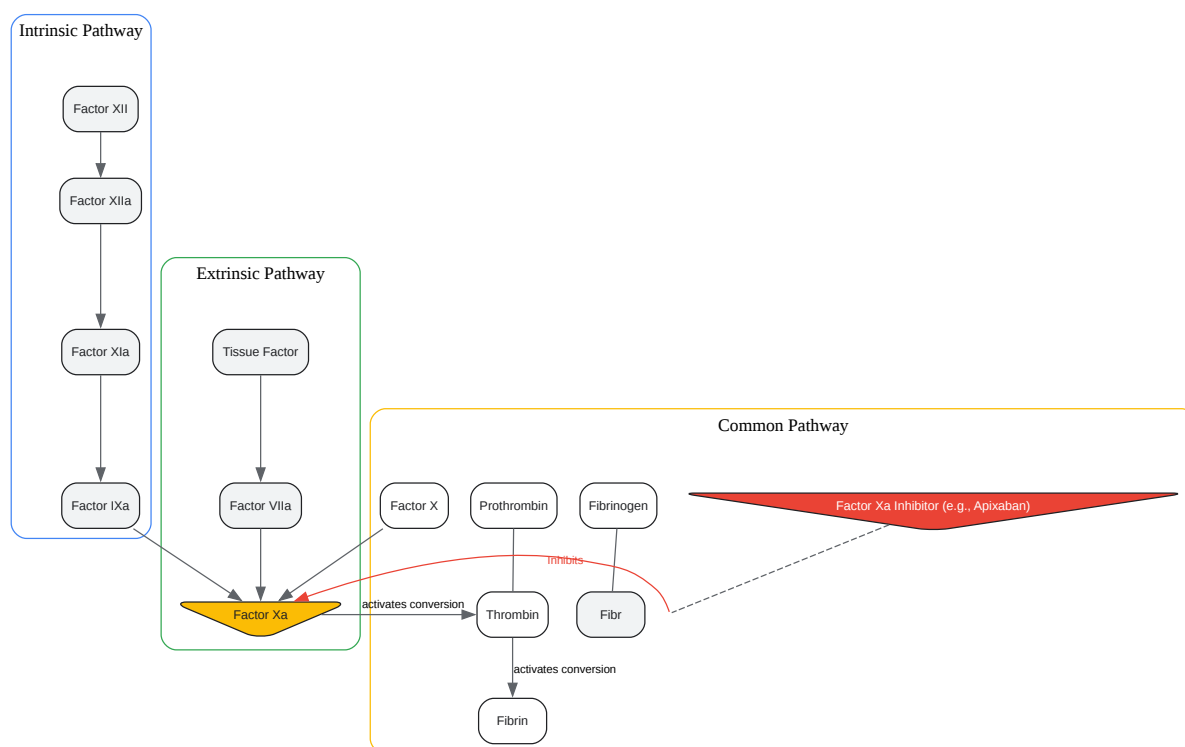 Intrinsic Pathway
Factor XII
Factor XIIa
Extrinsic Pathway
Factor XIa
Tissue Factor
Common Pathway
Factor IXa
Factor VIIa
Factor X
Prothrombin
Fibrinogen
Factor Xa Inhibitor (e.g., Apixaban)
Inhibits
activates conversion
Factor Xa
Thrombin
Fibr
activates conversion
Fibrin